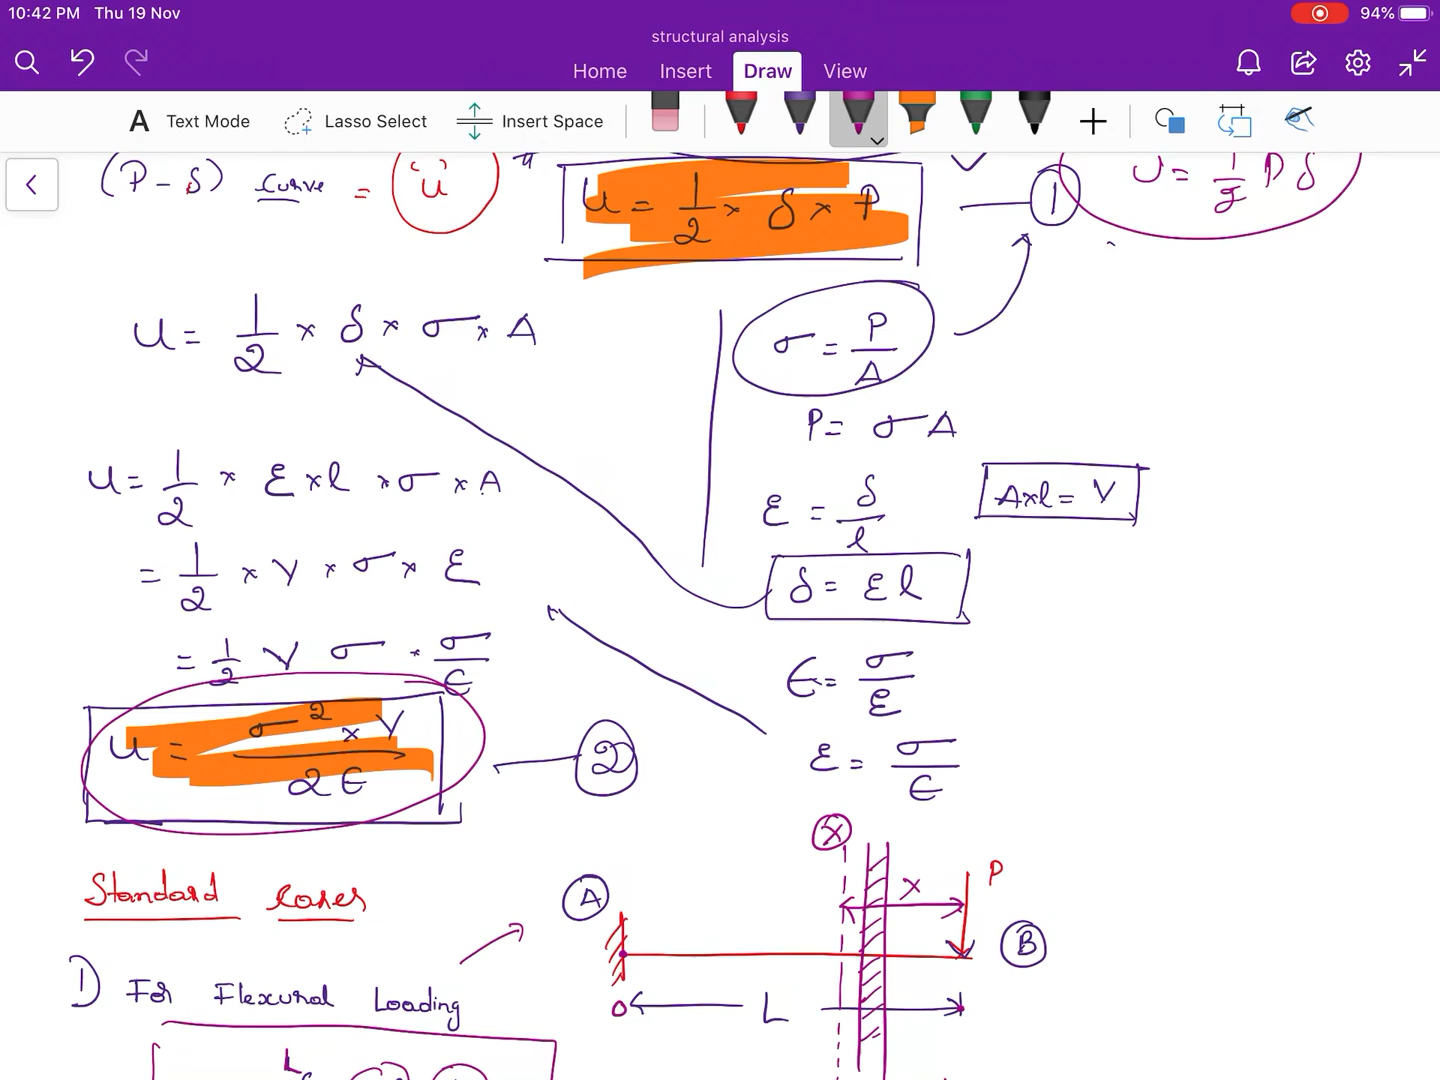 10:42 PM Thu 19 Nov 94%
structural analysis
Home Insert Draw View
A Text Mode Lasso Select Insert Space
(P-δ) curve = 'u'
U = 1/2 × δ × P
1
U = 1/2 P δ
U = 1/2 × δ × σ × A
σ = P/A
P = σ A
U = 1/2 × ε × l × σ × A
ε = δ/l
A×l = V
= 1/2 × V × σ × ε
δ = ε l
= 1/2 V σ × σ/E
E = σ/ε
U = σ² × V / 2E
2
ε = σ/E
Standard Cases
A
X
x
P
B
L
1) For Flexural Loading
L